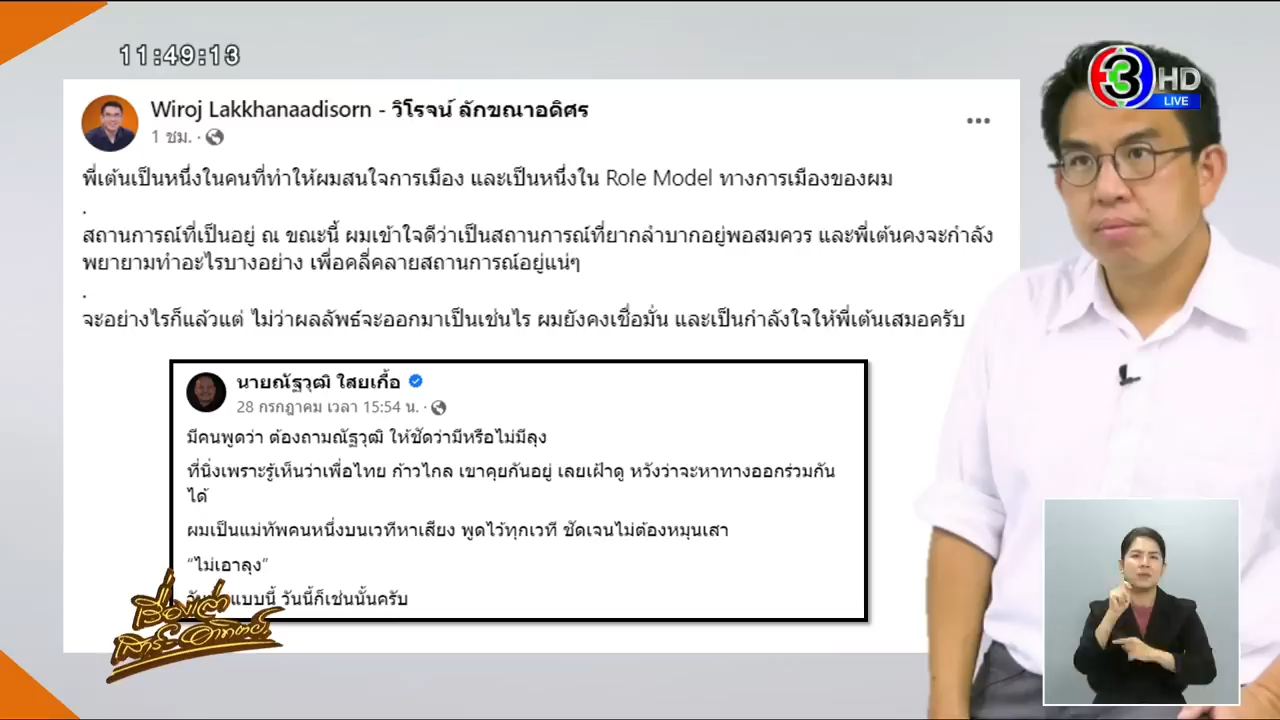 11:49:13
3 HD
LIVE
Wiroj Lakkhanaadisorn - วิโรจน์ ลักขณาอดิศร
1 ชม. ·
พี่เต้นเป็นหนึ่งในคนที่ทำให้ผมสนใจการเมือง และเป็นหนึ่งใน Role Model ทางการเมืองของผม
.
สถานการณ์ที่เป็นอยู่ ณ ขณะนี้ ผมเข้าใจดีว่าเป็นสถานการณ์ที่ยากลำบากอยู่พอสมควร และพี่เต้นคงจะกำลัง
พยายามทำอะไรบางอย่าง เพื่อคลี่คลายสถานการณ์อยู่แน่ๆ
.
จะอย่างไรก็แล้วแต่ ไม่ว่าผลลัพธ์จะออกมาเป็นเช่นไร ผมยังคงเชื่อมั่น และเป็นกำลังใจให้พี่เต้นเสมอครับ
นายณัฐวุฒิ ใสยเกื้อ
28 กรกฎาคม เวลา 15:54 น. ·
มีคนพูดว่า ต้องถามณัฐวุฒิ ให้ชัดว่ามีหรือไม่มีลุง
ที่นิ่งเพราะรู้เห็นว่าเพื่อไทย ก้าวไกล เขาคุยกันอยู่ เลยเฝ้าดู หวังว่าจะหาทางออกร่วมกัน
ได้
ผมเป็นแม่ทัพคนหนึ่งบนเวทีหาเสียง พูดไว้ทุกเวที ชัดเจนไม่ต้องหมุนเสา
“ไม่เอาลุง”
แบบนี้ วันนี้ก็เช่นนั้นครับ
เรื่องเล่า
เสาร์-อาทิตย์